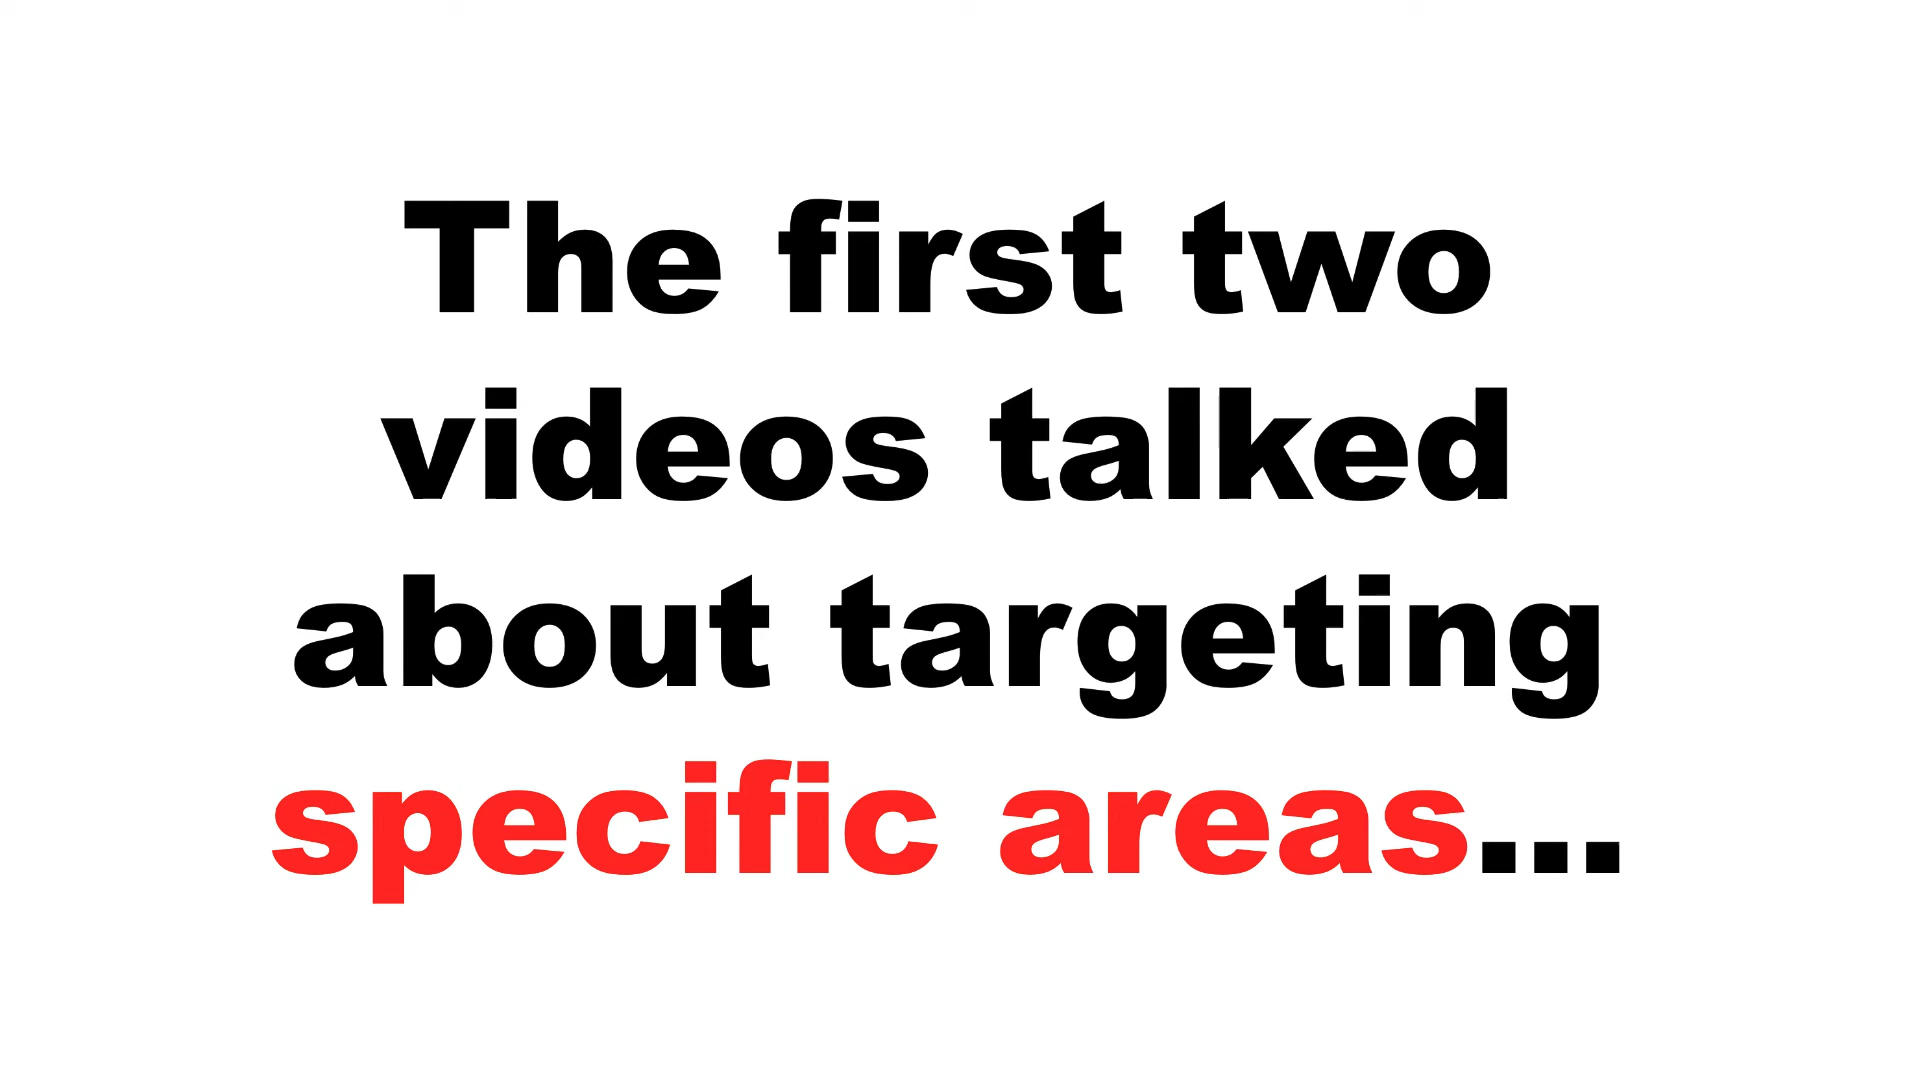 The first two
videos talked
about targeting
specific areas...